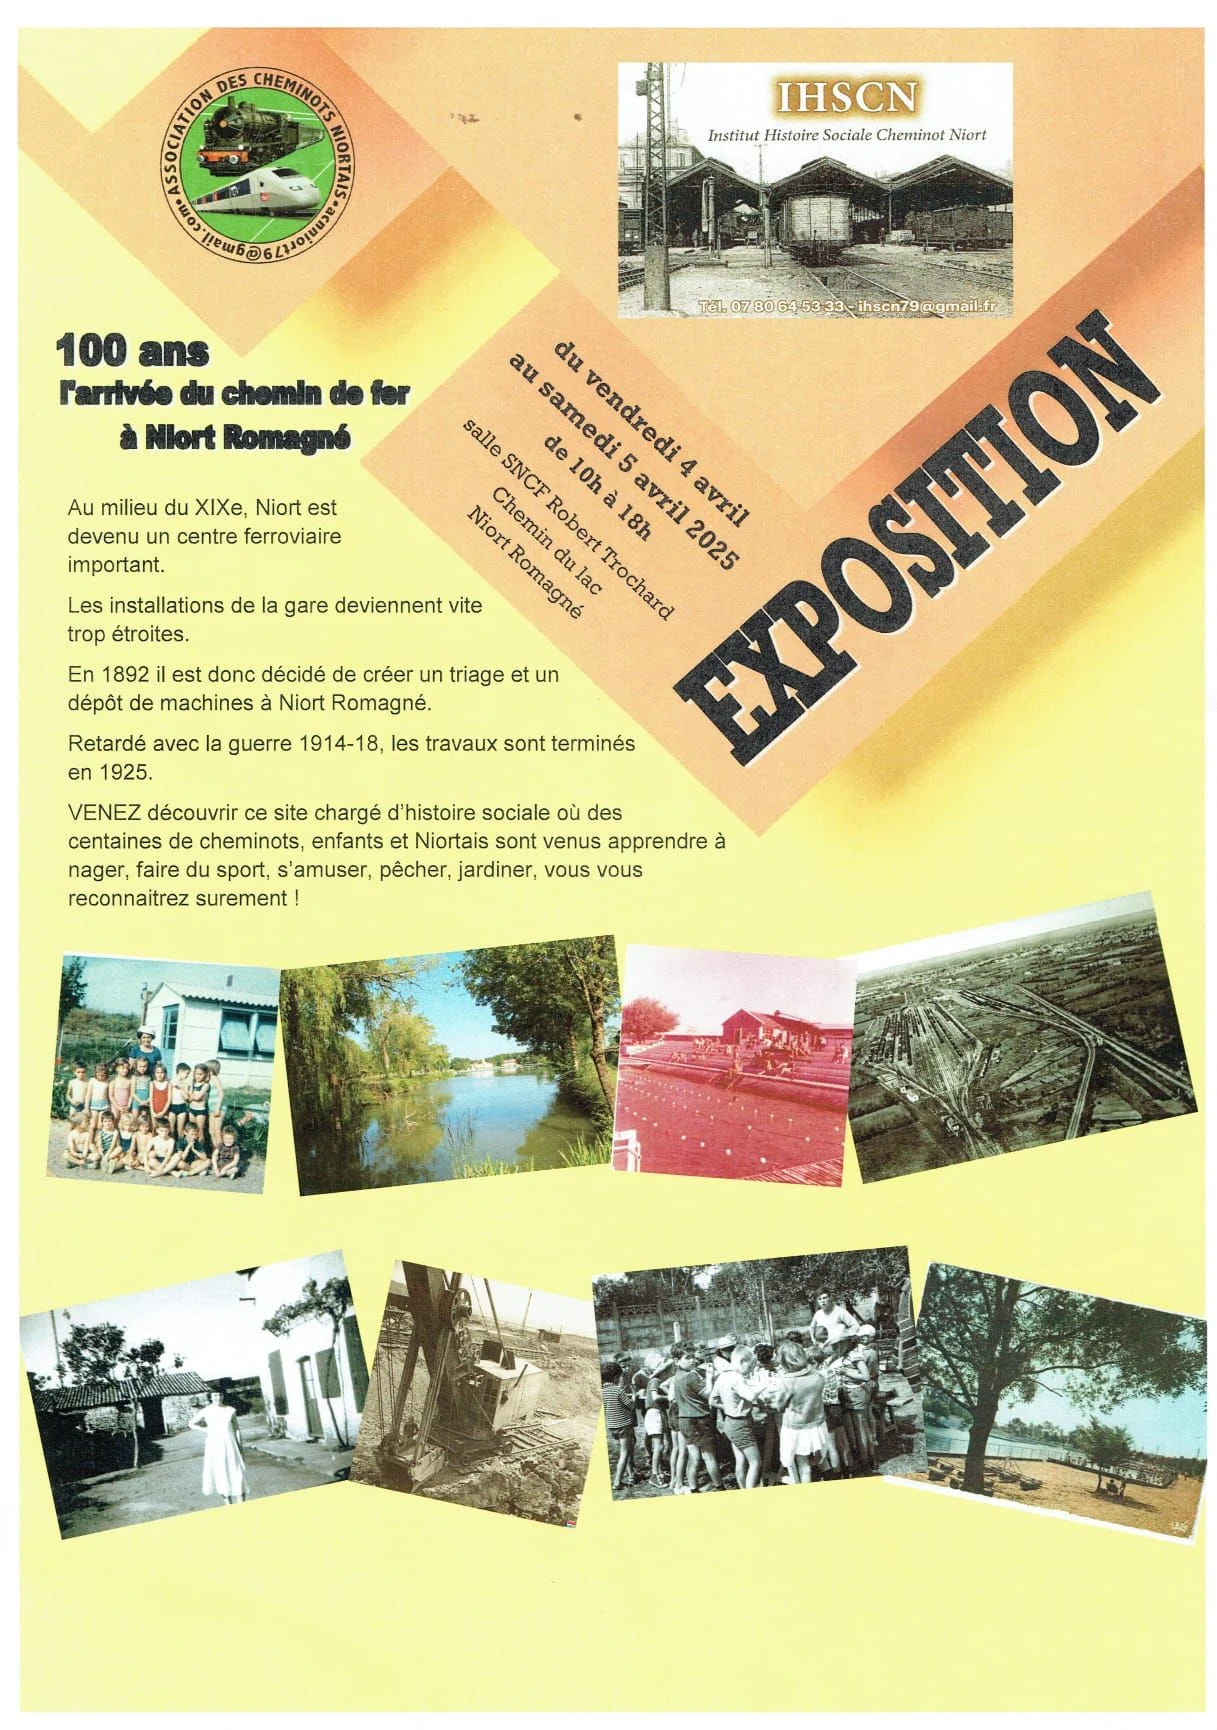 ASSOCIATION DES CHEMINOTS NIORTAIS • acnniort79@gmail.com •
IHSCN
Institut Histoire Sociale Cheminot Niort
Tél. 07 80 64 53 33 - ihscn79@gmail.fr
100 ans
l'arrivée du chemin de fer
à Niort Romagné
du vendredi 4 avril
au samedi 5 avril 2025
de 10h à 18h
salle SNCF Robert Trochard
Chemin du lac
Niort Romagné
EXPOSITION
Au milieu du XIXe, Niort est
devenu un centre ferroviaire
important.
Les installations de la gare deviennent vite
trop étroites.
En 1892 il est donc décidé de créer un triage et un
dépôt de machines à Niort Romagné.
Retardé avec la guerre 1914-18, les travaux sont terminés
en 1925.
VENEZ découvrir ce site chargé d'histoire sociale où des
centaines de cheminots, enfants et Niortais sont venus apprendre à
nager, faire du sport, s'amuser, pêcher, jardiner, vous vous
reconnaitrez surement !